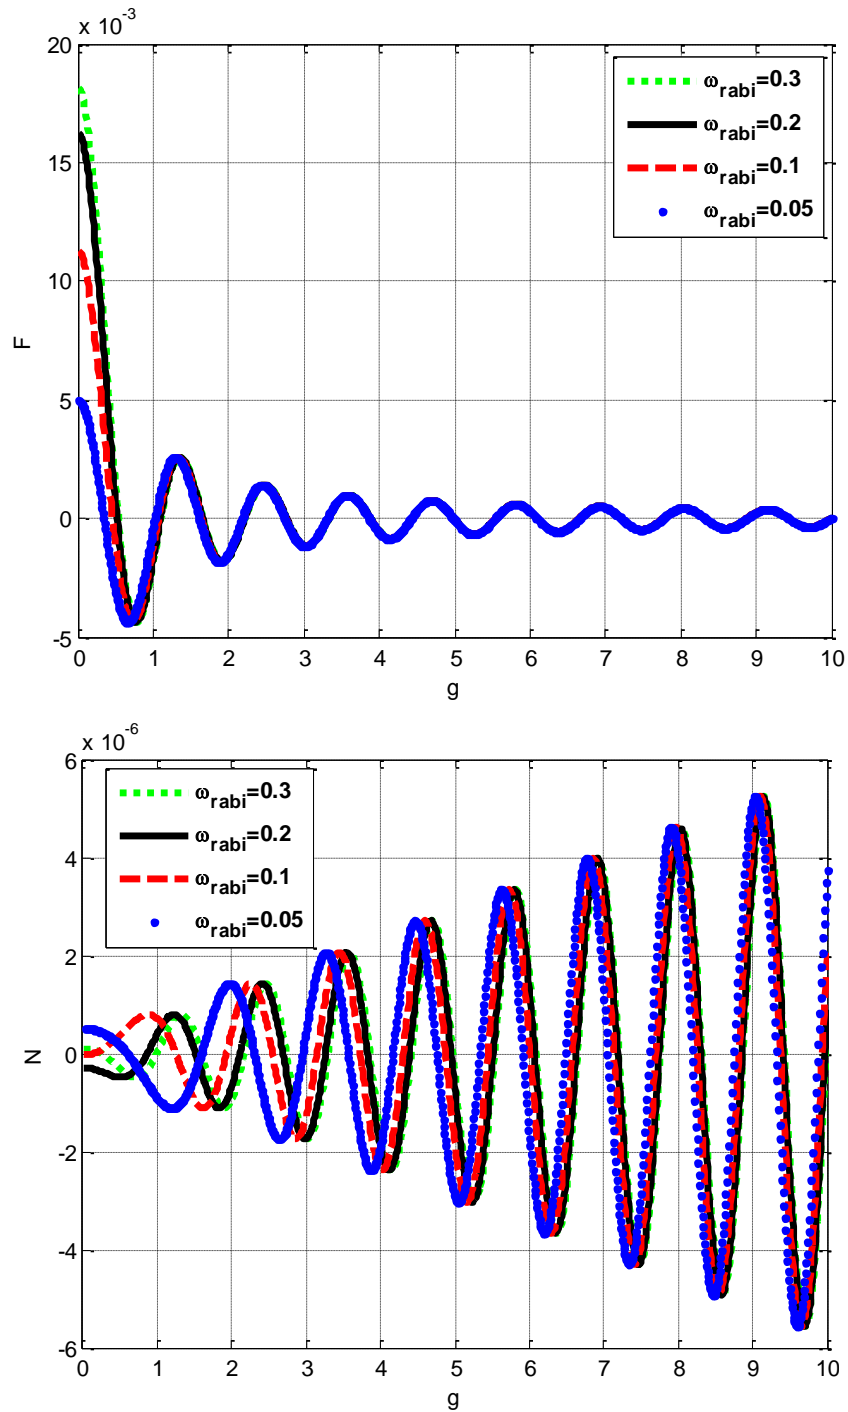 x 10^-3
20
15
10
5
0
-5
F
0 1 2 3 4 5 6 7 8 9 10
g
ω_rabi=0.3
ω_rabi=0.2
ω_rabi=0.1
ω_rabi=0.05
x 10^-6
6
4
2
0
-2
-4
-6
N
0 1 2 3 4 5 6 7 8 9 10
g
ω_rabi=0.3
ω_rabi=0.2
ω_rabi=0.1
ω_rabi=0.05